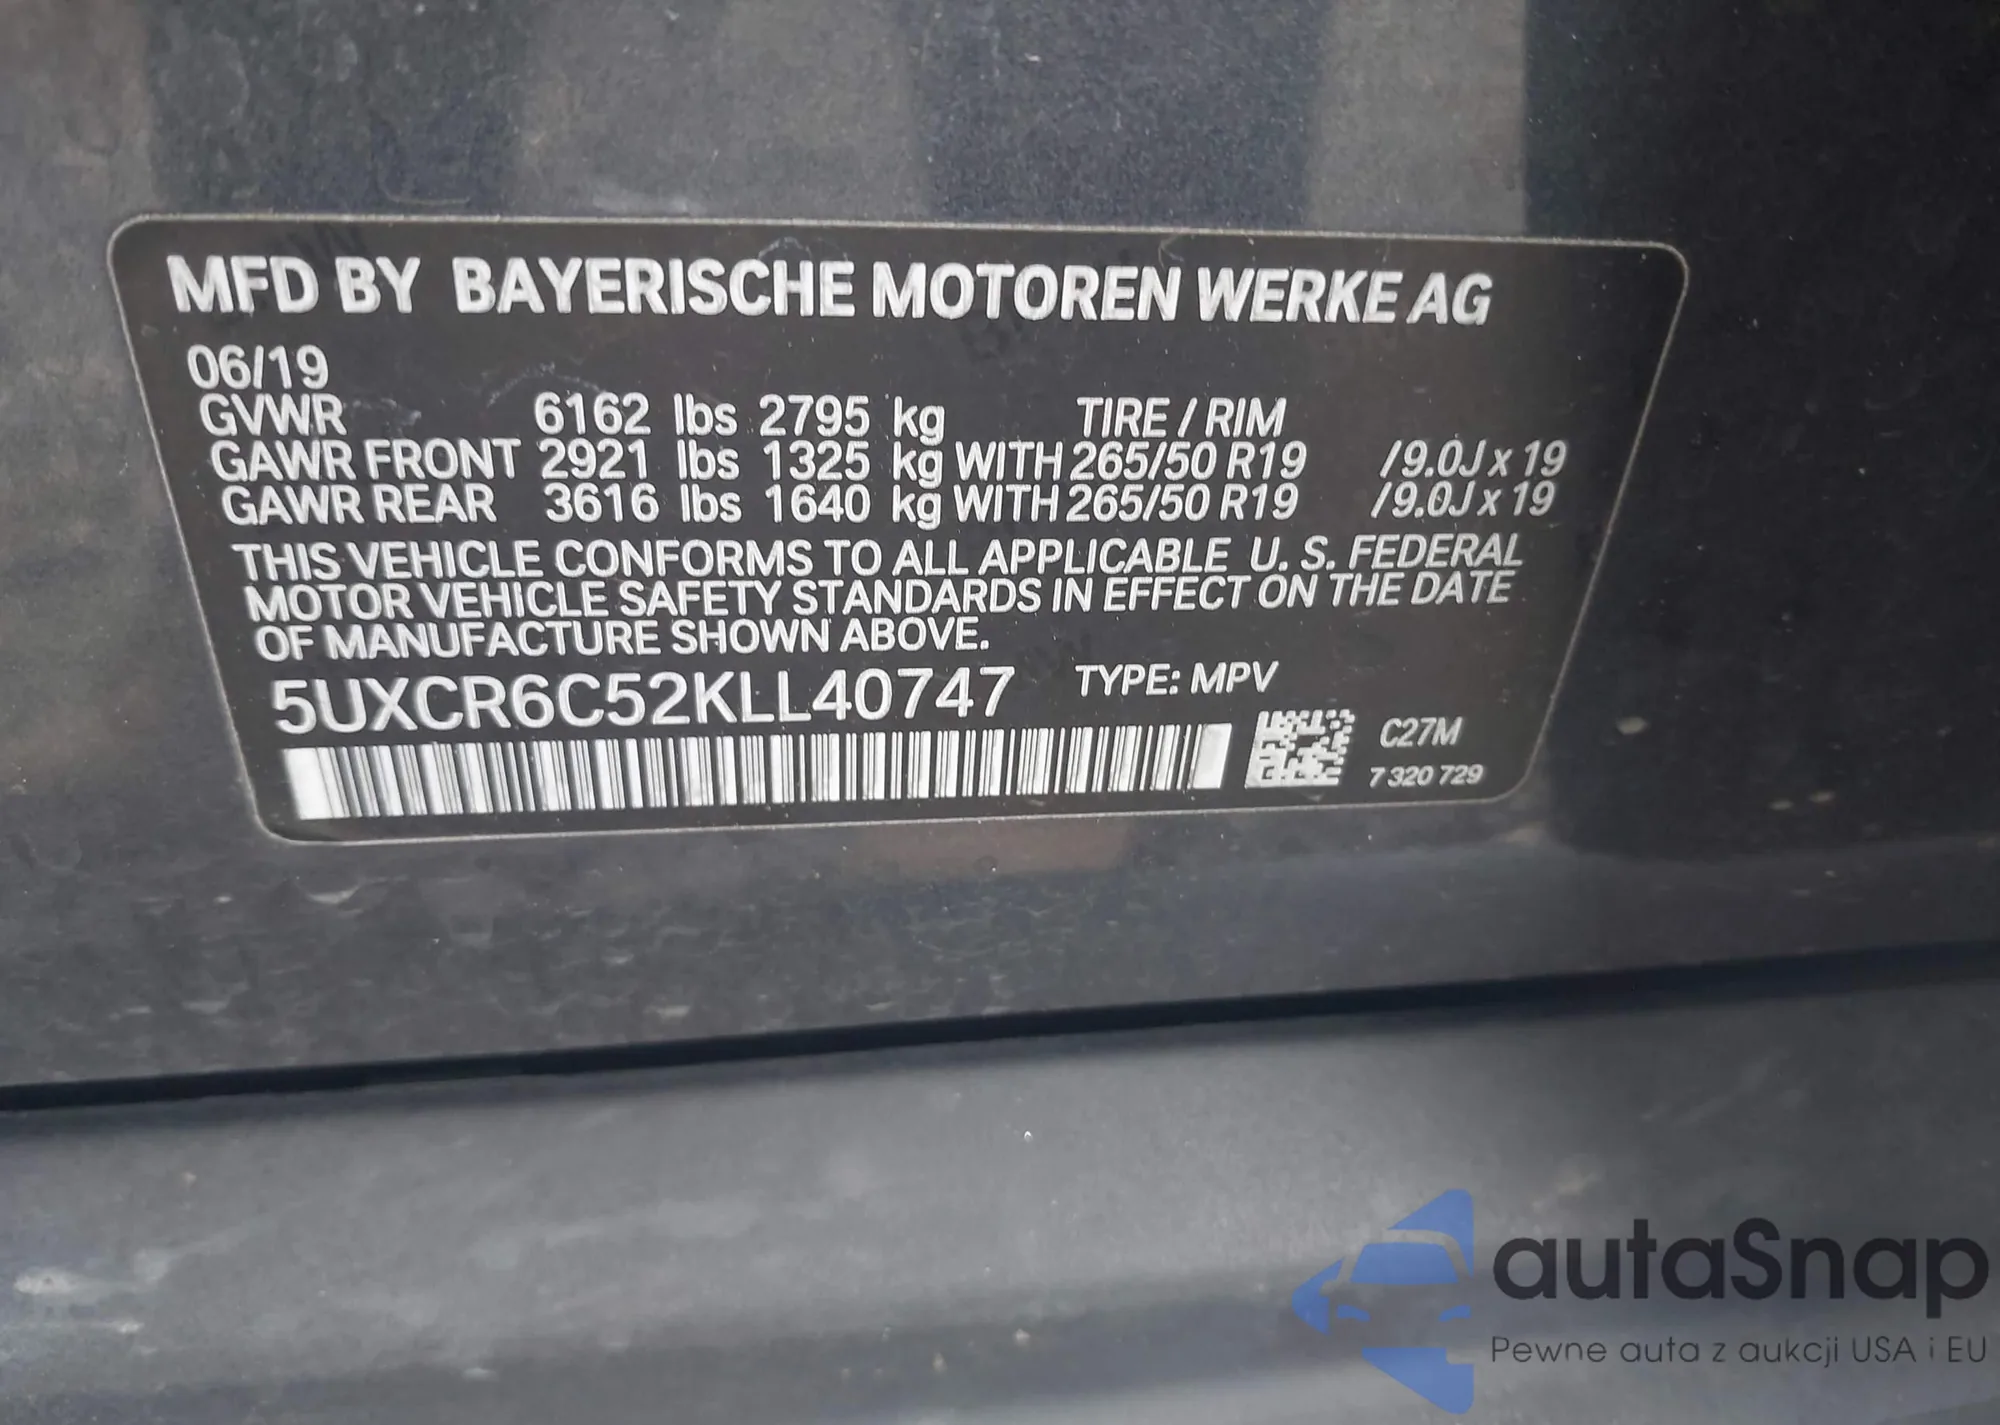 MFD BY BAYERISCHE MOTOREN WERKE AG
06/19
GVWR 6162 lbs 2795 kg TIRE / RIM
GAWR FRONT 2921 lbs 1325 kg WITH 265/50 R19 /9.0J x 19
GAWR REAR 3616 lbs 1640 kg WITH 265/50 R19 /9.0J x 19
THIS VEHICLE CONFORMS TO ALL APPLICABLE U. S. FEDERAL
MOTOR VEHICLE SAFETY STANDARDS IN EFFECT ON THE DATE
OF MANUFACTURE SHOWN ABOVE.
5UXCR6C52KLL40747 TYPE: MPV
C27M
7 320 729
autaSnap
Pewne auta z aukcji USA i EU